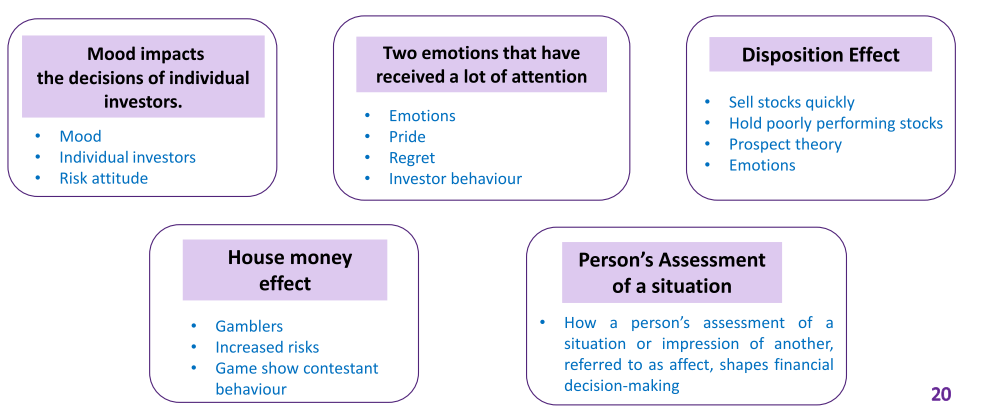 Mood impacts
the decisions of individual
investors.
• Mood
• Individual investors
• Risk attitude
Two emotions that have
received a lot of attention
• Emotions
• Pride
• Regret
• Investor behaviour
Disposition Effect
• Sell stocks quickly
• Hold poorly performing stocks
• Prospect theory
• Emotions
House money
effect
• Gamblers
• Increased risks
• Game show contestant
behaviour
Person’s Assessment
of a situation
• How a person’s assessment of a
situation or impression of another,
referred to as affect, shapes financial
decision-making
20